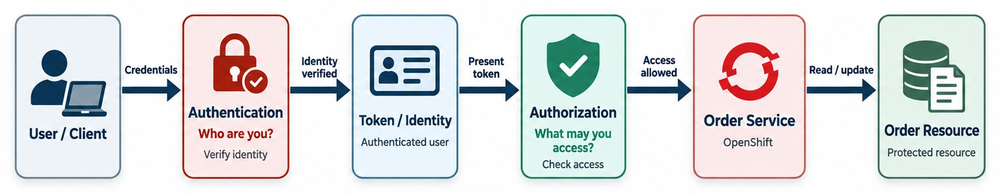 User / Client
Credentials
Authentication
Who are you?
Verify identity
Identity
verified
Token / Identity
Authenticated user
Present
token
Authorization
What may you
access?
Check access
Access
allowed
Order Service
OpenShift
Read / update
Order Resource
Protected resource